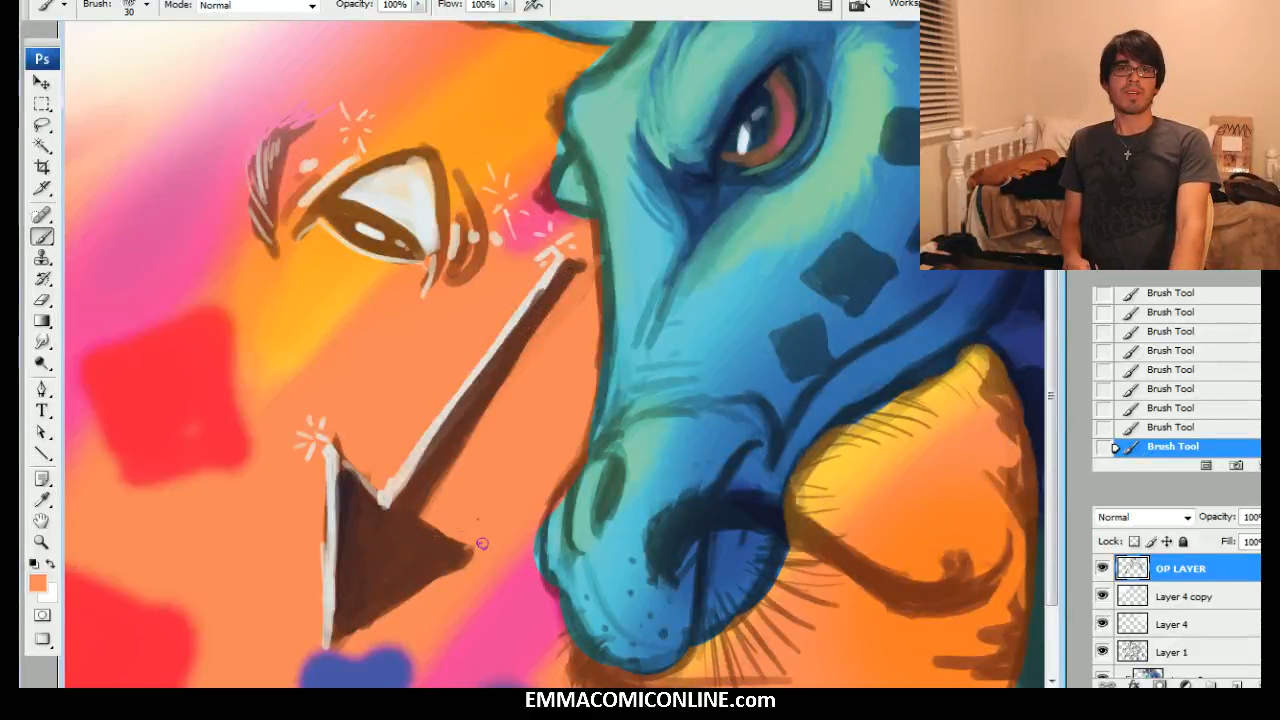 Brush: 30 Mode: Normal Opacity: 100% Flow: 100%
Ps
Brush Tool
Brush Tool
Brush Tool
Brush Tool
Brush Tool
Brush Tool
Brush Tool
Brush Tool
Brush Tool
Normal Opacity: 100%
Lock: Fill: 100%
OP LAYER
Layer 4 copy
Layer 4
Layer 1
EMMACOMICONLINE.com